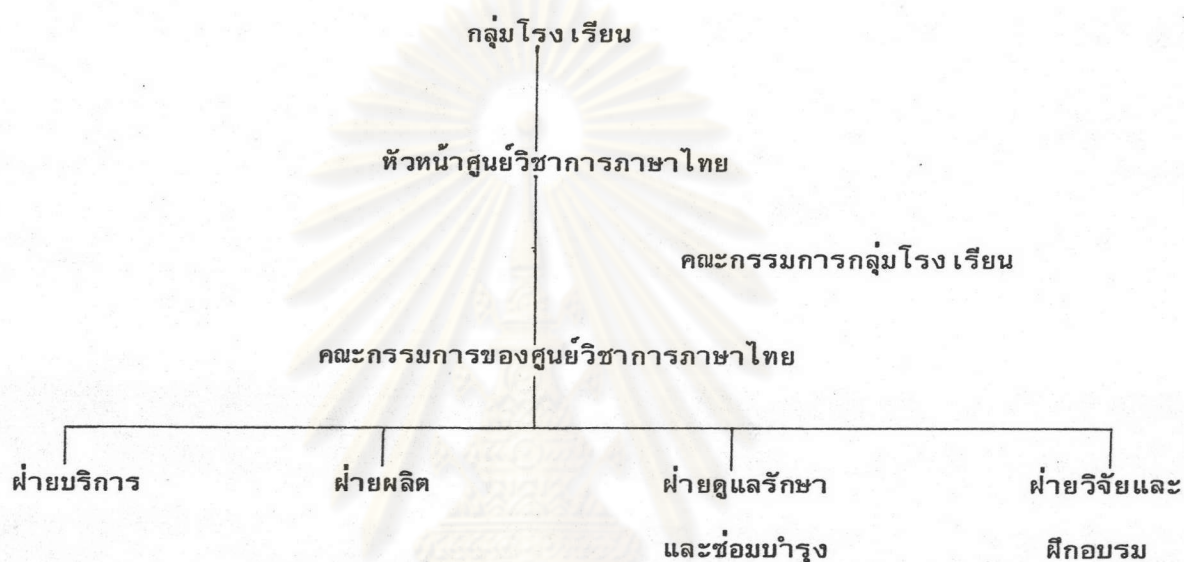 กลุ่มโรงเรียน
หัวหน้าศูนย์วิชาการภาษาไทย
คณะกรรมการกลุ่มโรงเรียน
คณะกรรมการของศูนย์วิชาการภาษาไทย
ฝ่ายบริการ ฝ่ายผลิต ฝ่ายดูแลรักษา ฝ่ายวิจัยและ
และซ่อมบำรุง ฝึกอบรม